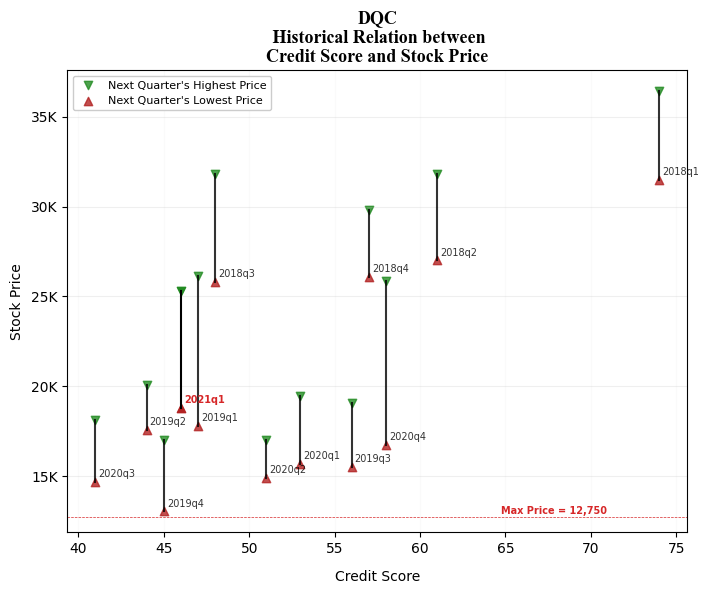 DQC
Historical Relation between
Credit Score and Stock Price
Next Quarter's Highest Price
Next Quarter's Lowest Price
35K
30K
25K
20K
15K
Stock Price
2018q1
2018q2
2018q3
2018q4
2021q1
2019q1
2019q2
2020q4
2020q1
2019q3
2020q2
2020q3
2019q4
Max Price = 12,750
40 45 50 55 60 65 70 75
Credit Score